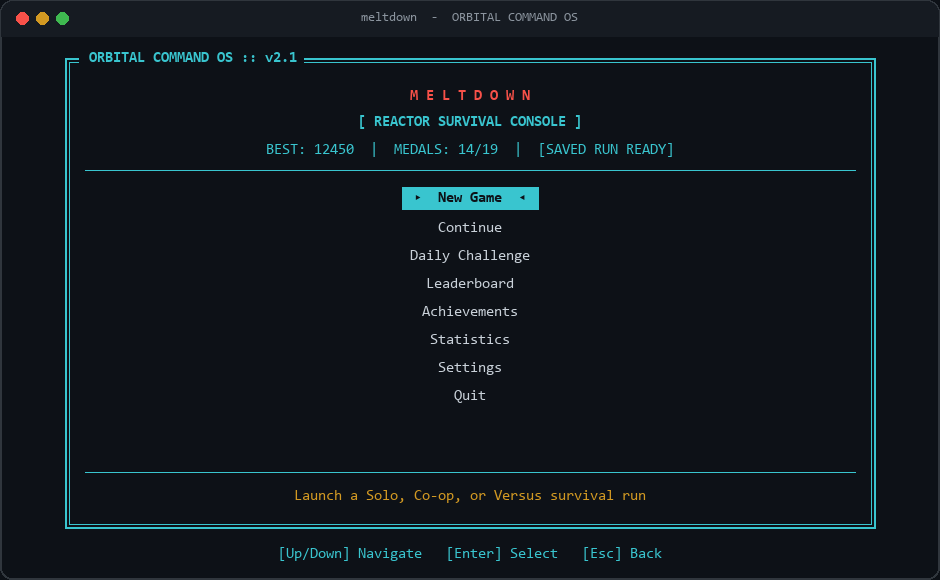 meltdown - ORBITAL COMMAND OS
ORBITAL COMMAND OS :: v2.1
M E L T D O W N
[ REACTOR SURVIVAL CONSOLE ]
BEST: 12450 | MEDALS: 14/19 | [SAVED RUN READY]
▸ New Game ◂
Continue
Daily Challenge
Leaderboard
Achievements
Statistics
Settings
Quit
Launch a Solo, Co-op, or Versus survival run
[Up/Down] Navigate [Enter] Select [Esc] Back